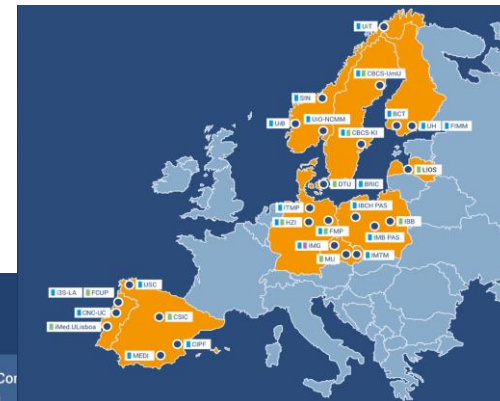 UiT
CBCS-UmU
SIN
UiB
UiO-NCMM
BCT
UH
FIMM
CBCS-KI
LIOS
DTU
BRIC
ITMP
IBCH PAS
HZI
FMP
IBB
IMG
IMB PAS
MU
IMTM
USC
i3S-LA
FCUP
CNC-UC
CSIC
iMed.ULisboa
CIPF
MEDI
Cor